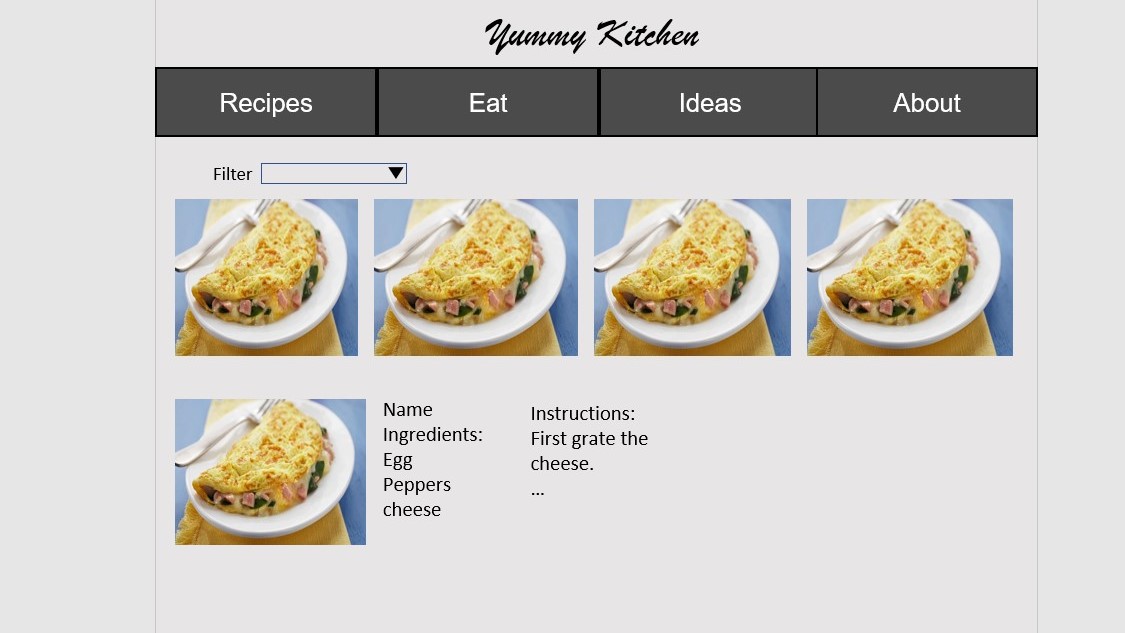 Yummy Kitchen
Recipes
Eat
Ideas
About
Filter
Name
Ingredients:
Egg
Peppers
cheese
Instructions:
First grate the
cheese.
...